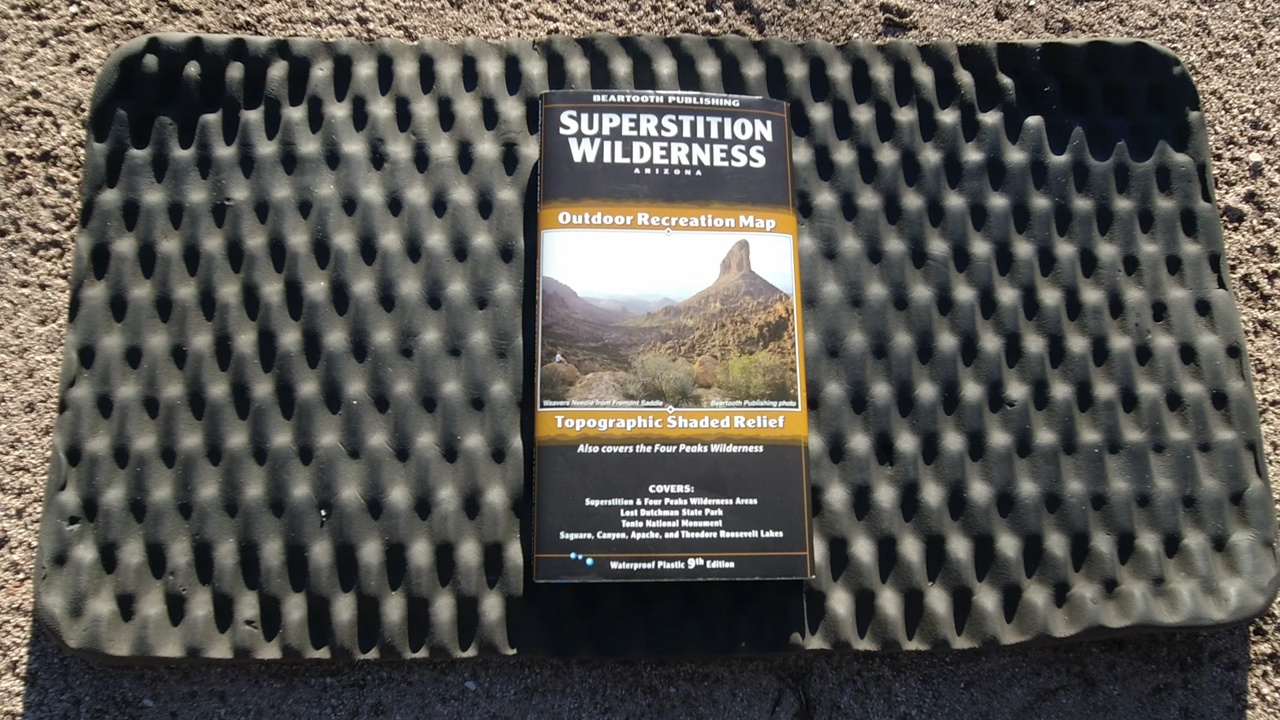 BEARTOOTH PUBLISHING
SUPERSTITION
WILDERNESS
ARIZONA
Outdoor Recreation Map
Weavers Needle from Fremont Saddle
Beartooth Publishing photo
Topographic Shaded Relief
Also covers the Four Peaks Wilderness
COVERS:
Superstition & Four Peaks Wilderness Areas
Lost Dutchman State Park
Tonto National Monument
Saguaro, Canyon, Apache, and Theodore Roosevelt Lakes
Waterproof Plastic 9th Edition